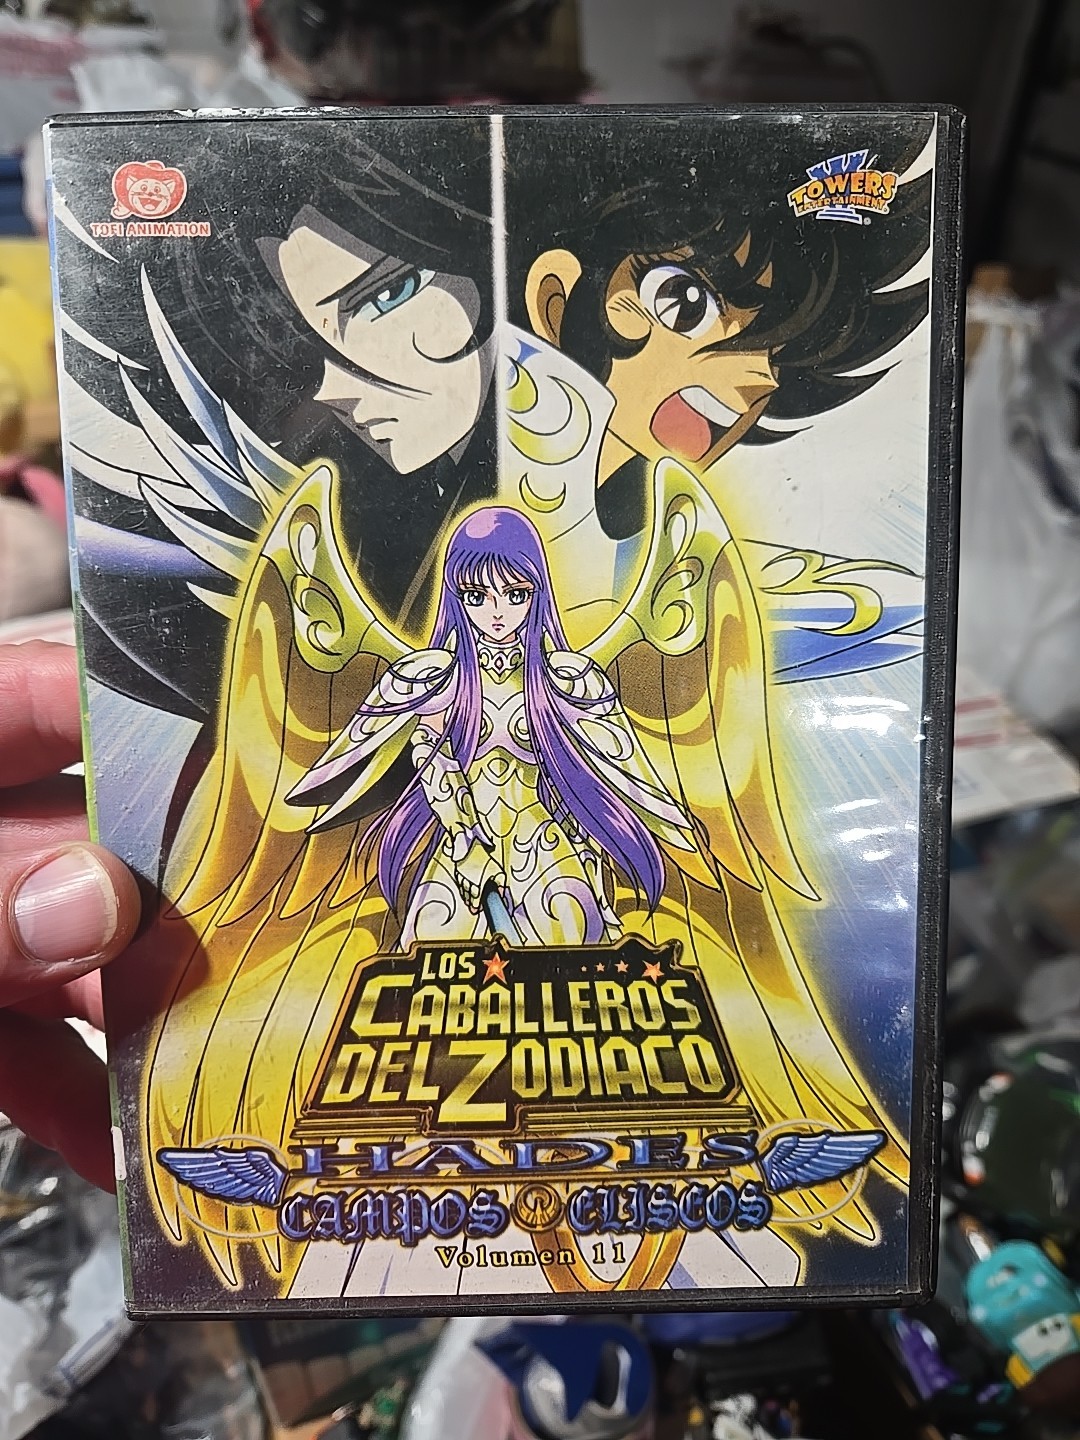 TOEI ANIMATION
TOWERS
ENTERTAINMENT
LOS
CABALLEROS
DEL ZODIACO
HADES
CAMPOS ELISEOS
Volumen 11